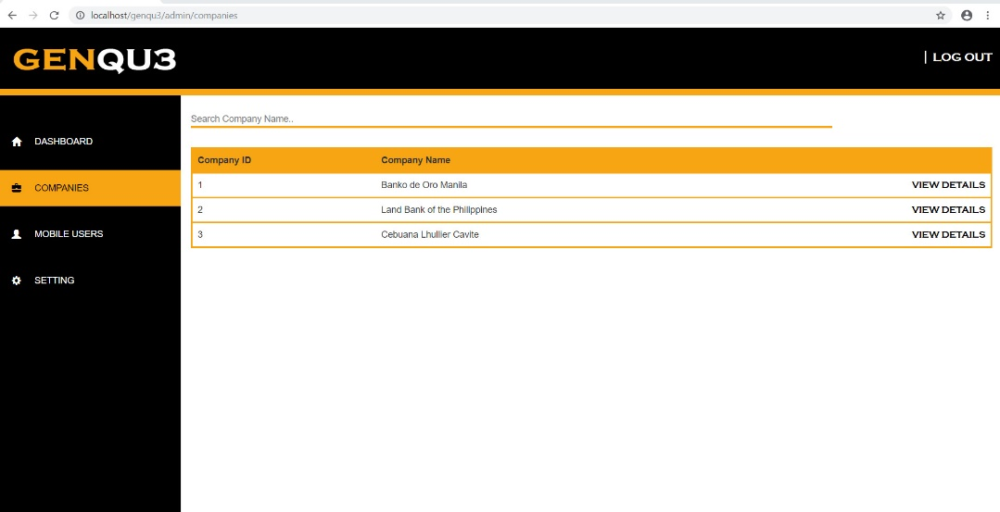 localhost/genqu3/admin/companies
GENQU3
| LOG OUT
Search Company Name..
DASHBOARD
COMPANIES
MOBILE USERS
SETTING
Company ID Company Name
1 Banko de Oro Manila VIEW DETAILS
2 Land Bank of the Philippines VIEW DETAILS
3 Cebuana Lhullier Cavite VIEW DETAILS